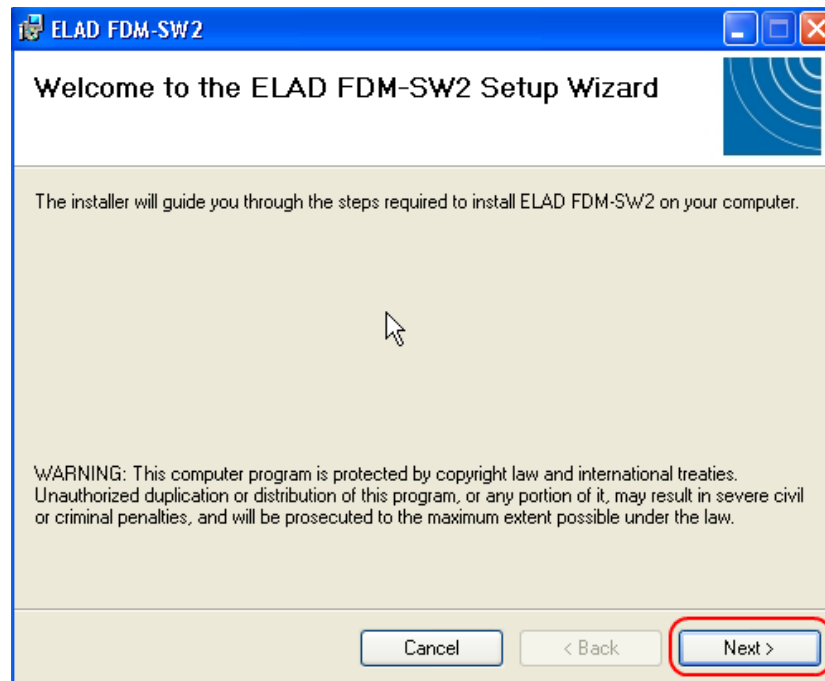 ELAD FDM-SW2
Welcome to the ELAD FDM-SW2 Setup Wizard
The installer will guide you through the steps required to install ELAD FDM-SW2 on your computer.
WARNING: This computer program is protected by copyright law and international treaties.
Unauthorized duplication or distribution of this program, or any portion of it, may result in severe civil
or criminal penalties, and will be prosecuted to the maximum extent possible under the law.
Cancel
< Back
Next >